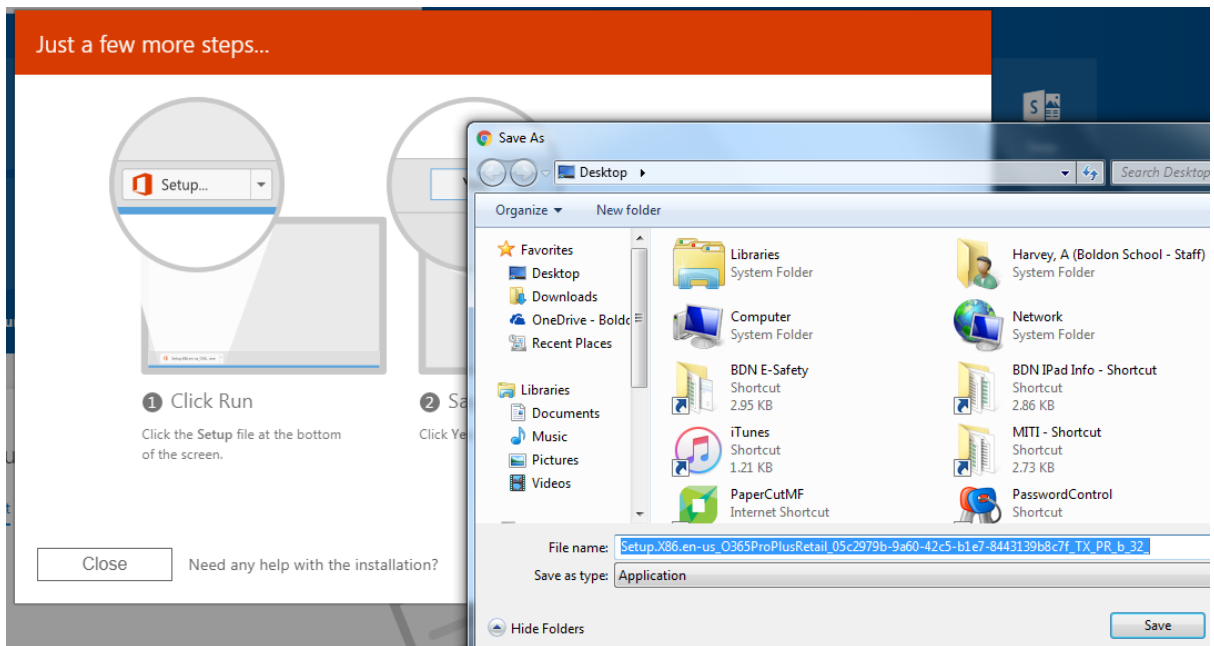 Just a few more steps...
Setup...
1 Click Run
Click the Setup file at the bottom
of the screen.
2 Sa
Click Ye
Close
Need any help with the installation?
Save As
Desktop
Search Desktop
Organize
New folder
Favorites
Desktop
Downloads
OneDrive - Boldo
Recent Places
Libraries
Documents
Music
Pictures
Videos
Libraries
System Folder
Harvey, A (Boldon School - Staff)
System Folder
Computer
System Folder
Network
System Folder
BDN E-Safety
Shortcut
2.95 KB
BDN IPad Info - Shortcut
Shortcut
2.86 KB
iTunes
Shortcut
1.21 KB
MITI - Shortcut
Shortcut
2.73 KB
PaperCutMF
Internet Shortcut
PasswordControl
Shortcut
File name: Setup.X86.en-us_O365ProPlusRetail_05c2979b-9a60-42c5-b1e7-8443139b8c7f_TX_PR_b_32_
Save as type: Application
Hide Folders
Save